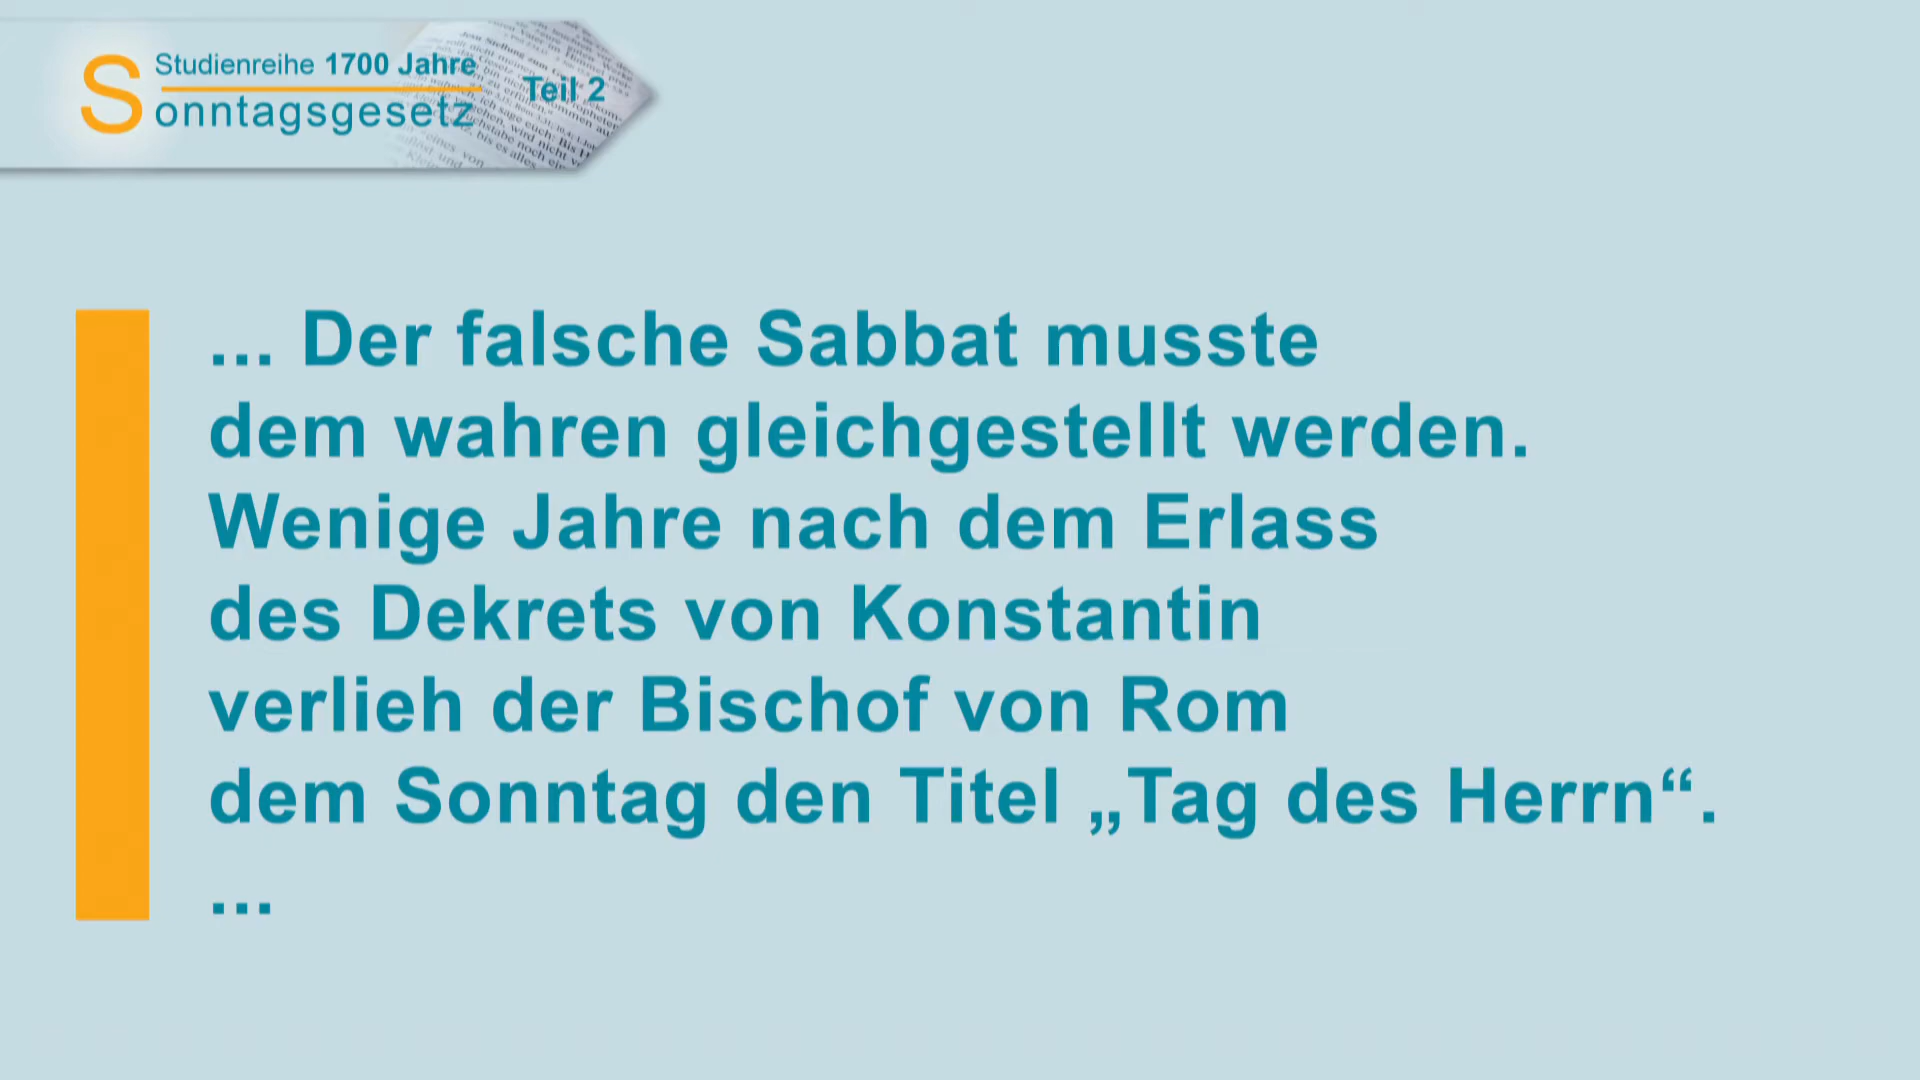 Studienreihe 1700 Jahre
Sonntagsgesetz
Teil 2
... Der falsche Sabbat musste
dem wahren gleichgestellt werden.
Wenige Jahre nach dem Erlass
des Dekrets von Konstantin
verlieh der Bischof von Rom
dem Sonntag den Titel „Tag des Herrn“.
...